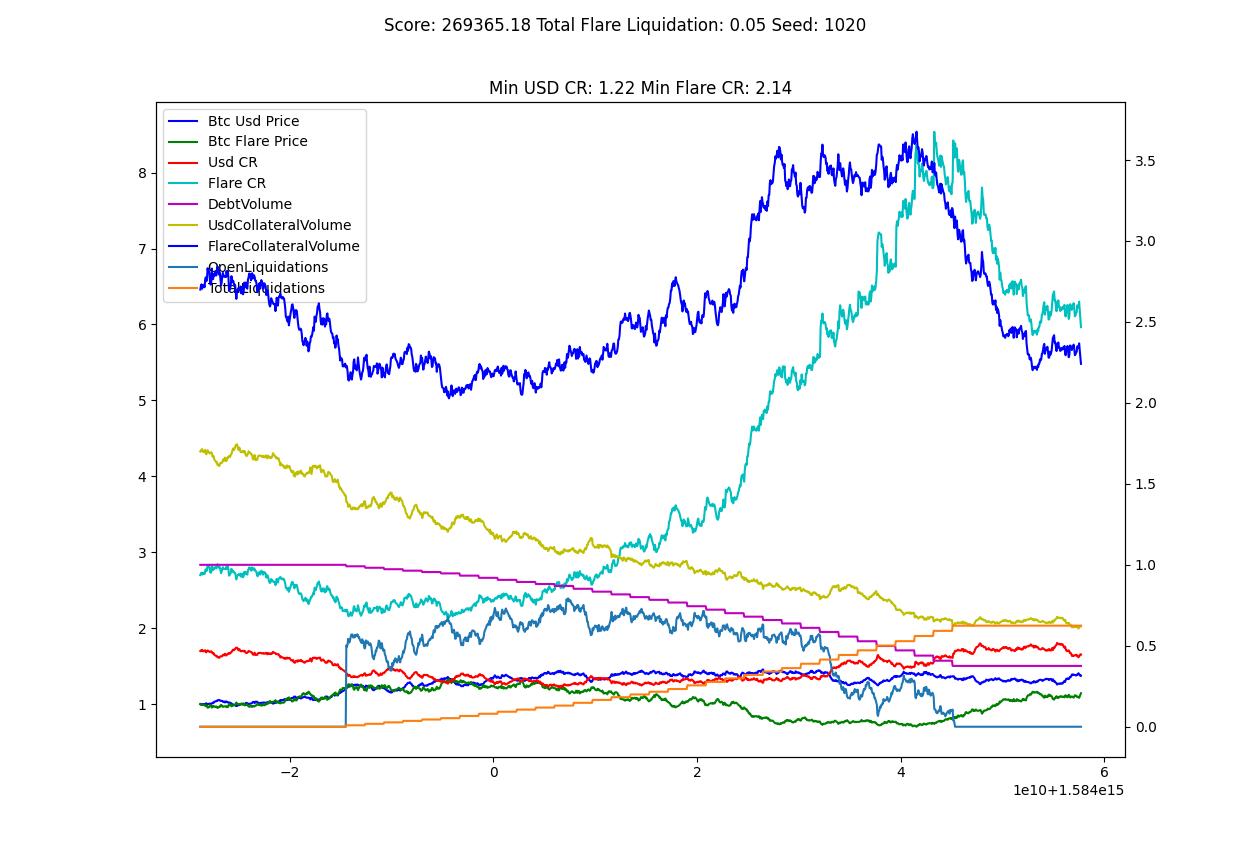 Score: 269365.18 Total Flare Liquidation: 0.05 Seed: 1020
Min USD CR: 1.22 Min Flare CR: 2.14
Btc Usd Price
Btc Flare Price
Usd CR
Flare CR
DebtVolume
UsdCollateralVolume
FlareCollateralVolume
OpenLiquidations
TotalLiquidations
8
7
6
5
4
3
2
1
3.5
3.0
2.5
2.0
1.5
1.0
0.5
0.0
−2
0
2
4
6
1e10+1.584e15